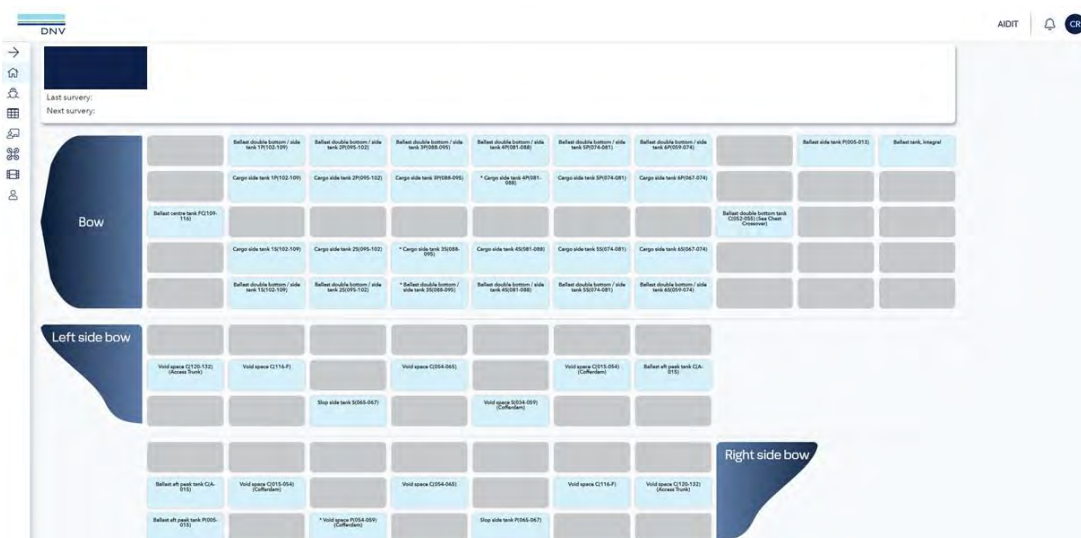 DNV
AIDIT
CR
Last survery:
Next survery:
Bow
Ballast double bottom / side tank 1P(102-109)
Ballast double bottom / side tank 2P(095-102)
Ballast double bottom / side tank 3P(088-095)
Ballast double bottom / side tank 4P(081-088)
Ballast double bottom / side tank 5P(074-081)
Ballast double bottom / side tank 6P(059-074)
Ballast side tank P(005-013)
Ballast tank, Integral
Cargo side tank 1P(102-109)
Cargo side tank 2P(095-102)
Cargo side tank 3P(088-095)
* Cargo side tank 4P(081-
088)
Cargo side tank 5P(074-081)
Cargo side tank 6P(067-074)
Ballast centre tank FC(109-
116)
Ballast double bottom tank
C(052-055) (Sea Chest
Crossover)
Cargo side tank 1S(102-109)
Cargo side tank 2S(095-102)
* Cargo side tank 3S(088-
095)
Cargo side tank 4S(081-088)
Cargo side tank 5S(074-081)
Cargo side tank 6S(067-074)
Ballast double bottom / side
tank 1S(102-109)
Ballast double bottom / side
tank 2S(095-102)
* Ballast double bottom /
side tank 3S(088-095)
Ballast double bottom / side
tank 4S(081-088)
Ballast double bottom / side
tank 5S(074-081)
Ballast double bottom / side
tank 6S(059-074)
Left side bow
Void space C(120-132)
(Access Trunk)
Void space C(116-F)
Void space C(054-065)
Void space C(015-054)
(Cofferdam)
Ballast aft peak tank C(A-
015)
Slop side tank S(065-067)
Void space S(034-059)
(Cofferdam)
Right side bow
Ballast aft peak tank C(A-
015)
Void space C(015-054)
(Cofferdam)
Void space C(054-065)
Void space C(116-F)
Void space C(120-132)
(Access Trunk)
Ballast aft peak tank P(005-
013)
* Void space P(054-059)
(Cofferdam)
Slop side tank P(065-067)